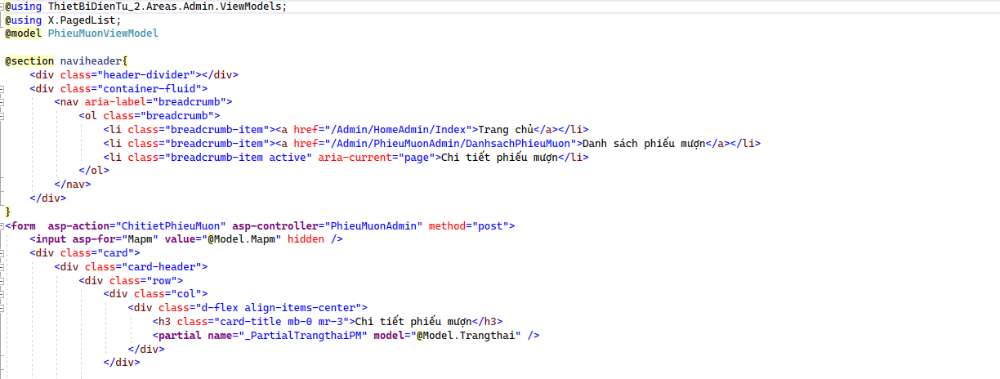 @using ThietBiDienTu_2.Areas.Admin.ViewModels;
@using X.PagedList;
@model PhieuMuonViewModel

@section naviheader{
    <div class="header-divider"></div>
    <div class="container-fluid">
        <nav aria-label="breadcrumb">
            <ol class="breadcrumb">
                <li class="breadcrumb-item"><a href="/Admin/HomeAdmin/Index">Trang chủ</a></li>
                <li class="breadcrumb-item"><a href="/Admin/PhieuMuonAdmin/DanhsachPhieuMuon">Danh sách phiếu mượn</a></li>
                <li class="breadcrumb-item active" aria-current="page">Chi tiết phiếu mượn</li>
            </ol>
        </nav>
    </div>
}
<form  asp-action="ChitietPhieuMuon" asp-controller="PhieuMuonAdmin" method="post">
    <input asp-for="Mapm" value="@Model.Mapm" hidden />
    <div class="card">
        <div class="card-header">
            <div class="row">
                <div class="col">
                    <div class="d-flex align-items-center">
                        <h3 class="card-title mb-0 mr-3">Chi tiết phiếu mượn</h3>
                        <partial name="_PartialTrangthaiPM" model="@Model.Trangthai" />
                    </div>
                </div>